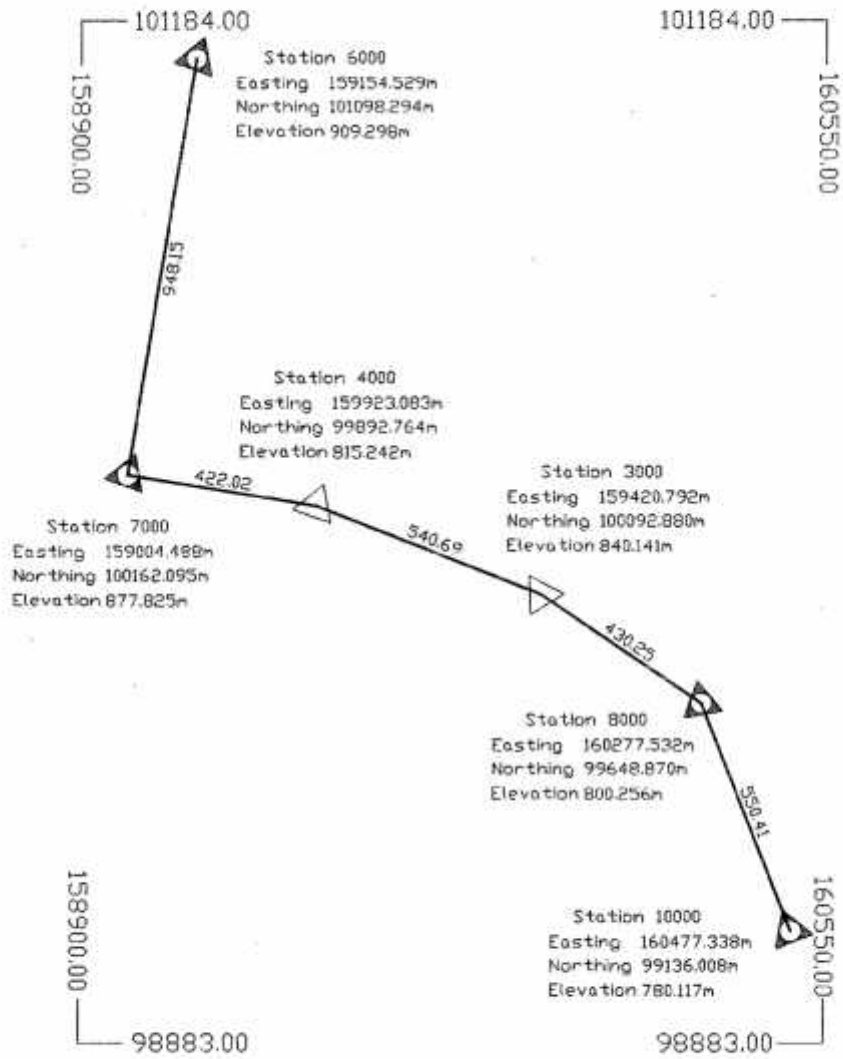 101184.00 101184.00
158900.00
160550.00
Station 6000
Easting 159154.529m
Northing 101098.294m
Elevation 909.298m
948.15
Station 4000
Easting 159923.083m
Northing 99892.764m
Elevation 815.242m
422.02
540.69
Station 3000
Easting 159420.792m
Northing 100092.880m
Elevation 840.141m
Station 7000
Easting 159004.488m
Northing 100162.095m
Elevation 877.825m
430.25
Station 8000
Easting 160277.532m
Northing 99648.870m
Elevation 800.256m
550.41
158900.00
160550.00
Station 10000
Easting 160477.338m
Northing 99136.008m
Elevation 780.117m
98883.00 98883.00